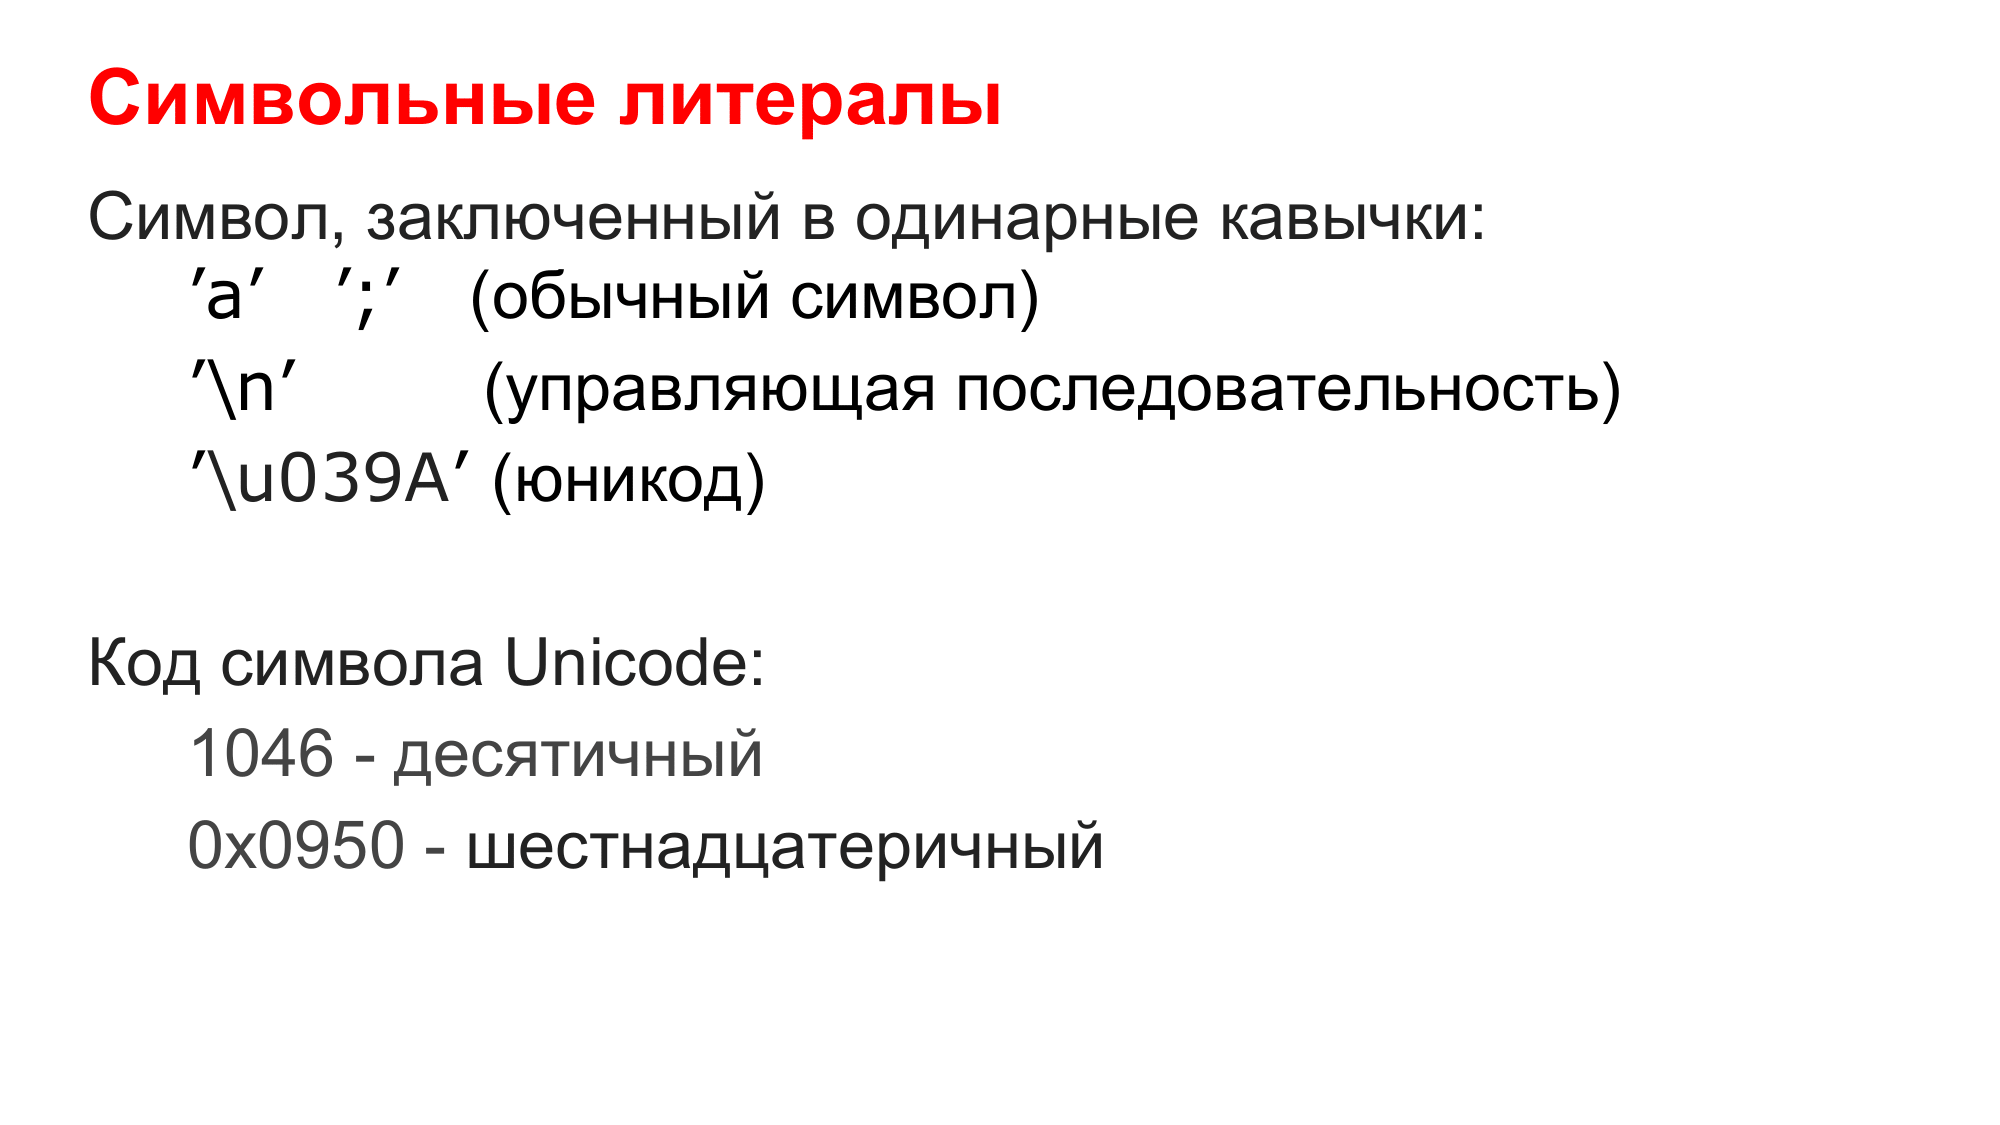 Символьные литералы
Символ, заключенный в одинарные кавычки:
’a’ ’;’ (обычный символ)
’\n’ (управляющая последовательность)
’\u039A’ (юникод)
Код символа Unicode:
1046 - десятичный
0x0950 - шестнадцатеричный